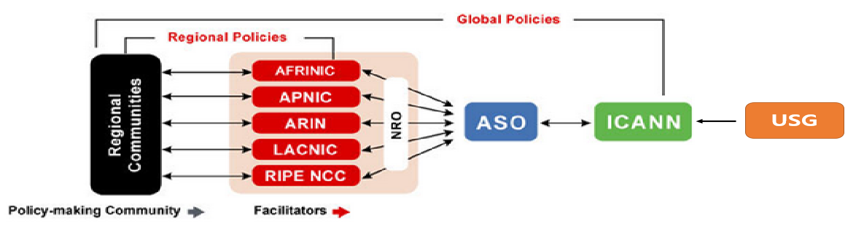 Global Policies
Regional Policies
Regional
Communities
AFRINIC
APNIC
ARIN
LACNIC
RIPE NCC
NRO
ASO
ICANN
USG
Policy-making Community
Facilitators